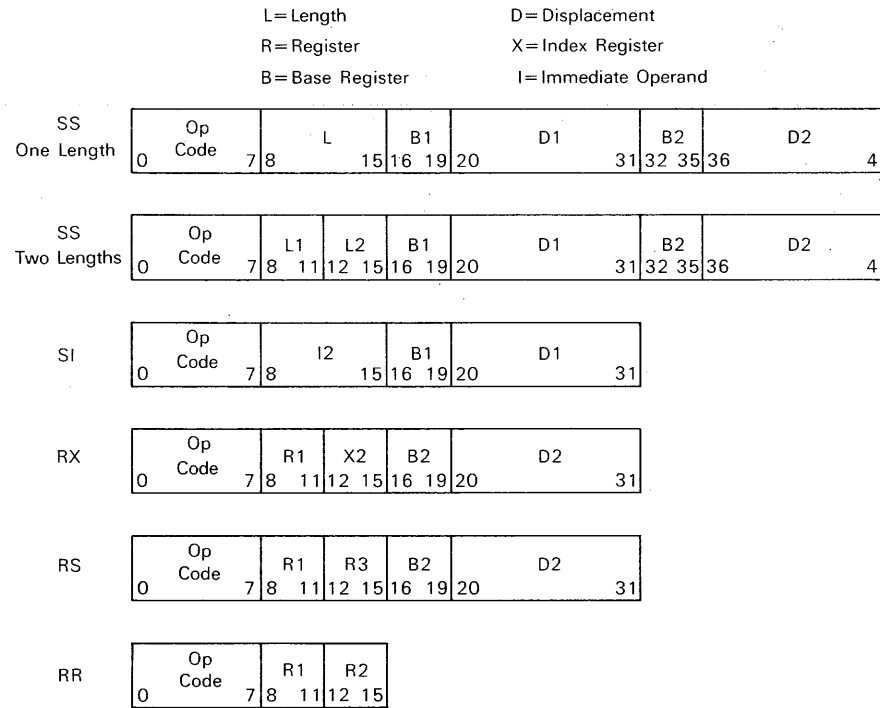 L=Length D=Displacement
R=Register X=Index Register
B=Base Register I=Immediate Operand
SS
One Length
Op
Code
L B1 D1 B2 D2
0 7 8 15 16 19 20 31 32 35 36 4
SS
Two Lengths
Op
Code
L1 L2 B1 D1 B2 D2
0 7 8 11 12 15 16 19 20 31 32 35 36 4
SI
Op
Code
I2 B1 D1
0 7 8 15 16 19 20 31
RX
Op
Code
R1 X2 B2 D2
0 7 8 11 12 15 16 19 20 31
RS
Op
Code
R1 R3 B2 D2
0 7 8 11 12 15 16 19 20 31
RR
Op
Code
R1 R2
0 7 8 11 12 15